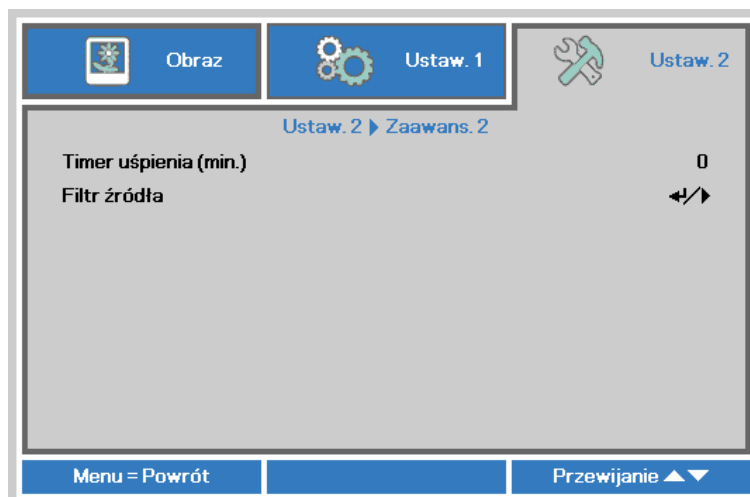 Obraz
Ustaw. 1
Ustaw. 2
Ustaw. 2 ▶ Zaawans. 2
Timer uśpienia (min.) 0
Filtr źródła ↵/▶
Menu = Powrót
Przewijanie ▲▼